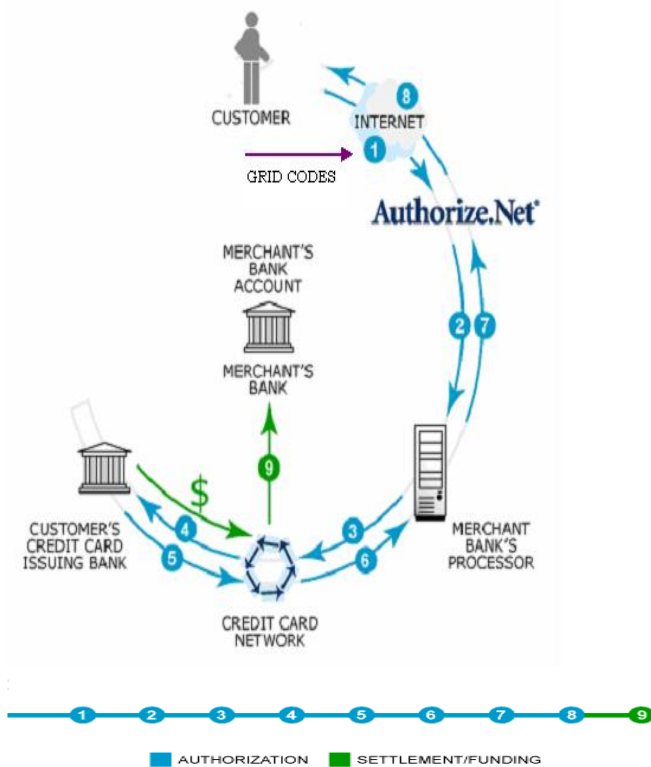 CUSTOMER
8
INTERNET
1
GRID CODES
Authorize.Net®
MERCHANT'S
BANK
ACCOUNT
2 7
MERCHANT'S
BANK
9
$
4
3
CUSTOMER'S
CREDIT CARD
ISSUING BANK
5
6
MERCHANT
BANK'S
PROCESSOR
CREDIT CARD
NETWORK
:
1 2 3 4 5 6 7 8 9
AUTHORIZATION SETTLEMENT/FUNDING